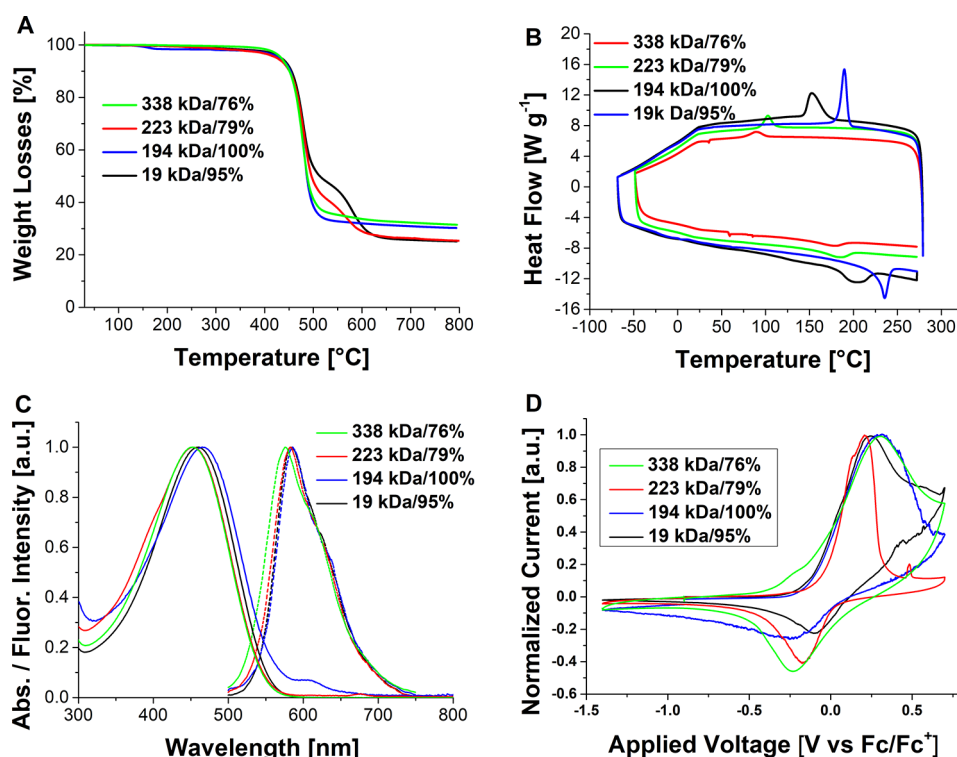 A
Weight Losses [%]
100
80
60
40
20
0
338 kDa/76%
223 kDa/79%
194 kDa/100%
19 kDa/95%
100 200 300 400 500 600 700 800
Temperature [°C]
B
Heat Flow [W g-1]
16
12
8
4
0
-4
-8
-12
-16
338 kDa/76%
223 kDa/79%
194 kDa/100%
19k Da/95%
-100 -50 0 50 100 150 200 250 300
Temperature [°C]
C
Abs. / Fluor. Intensity [a.u.]
1.0
0.8
0.6
0.4
0.2
0.0
338 kDa/76%
223 kDa/79%
194 kDa/100%
19 kDa/95%
300 400 500 600 700 800
Wavelength [nm]
D
Normalized Current [a.u.]
1.0
0.8
0.6
0.4
0.2
0.0
-0.2
-0.4
-0.6
338 kDa/76%
223 kDa/79%
194 kDa/100%
19 kDa/95%
-1.5 -1.0 -0.5 0.0 0.5
Applied Voltage [V vs Fc/Fc+]